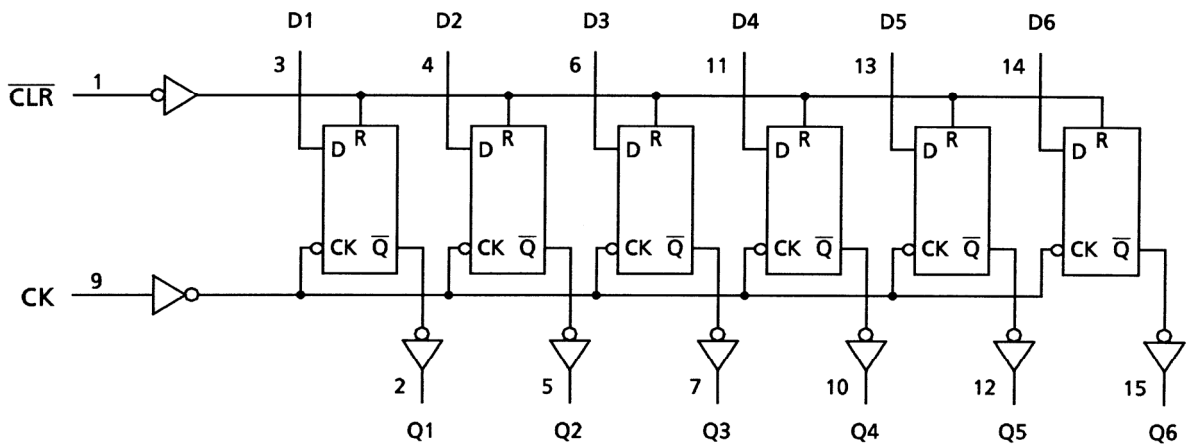 D1 D2 D3 D4 D5 D6
3 4 6 11 13 14
C̅L̅R̅ 1
R R R R R R
D D D D D D
CK Q̅ CK Q̅ CK Q̅ CK Q̅ CK Q̅ CK Q̅
CK 9
2 5 7 10 12 15
Q1 Q2 Q3 Q4 Q5 Q6